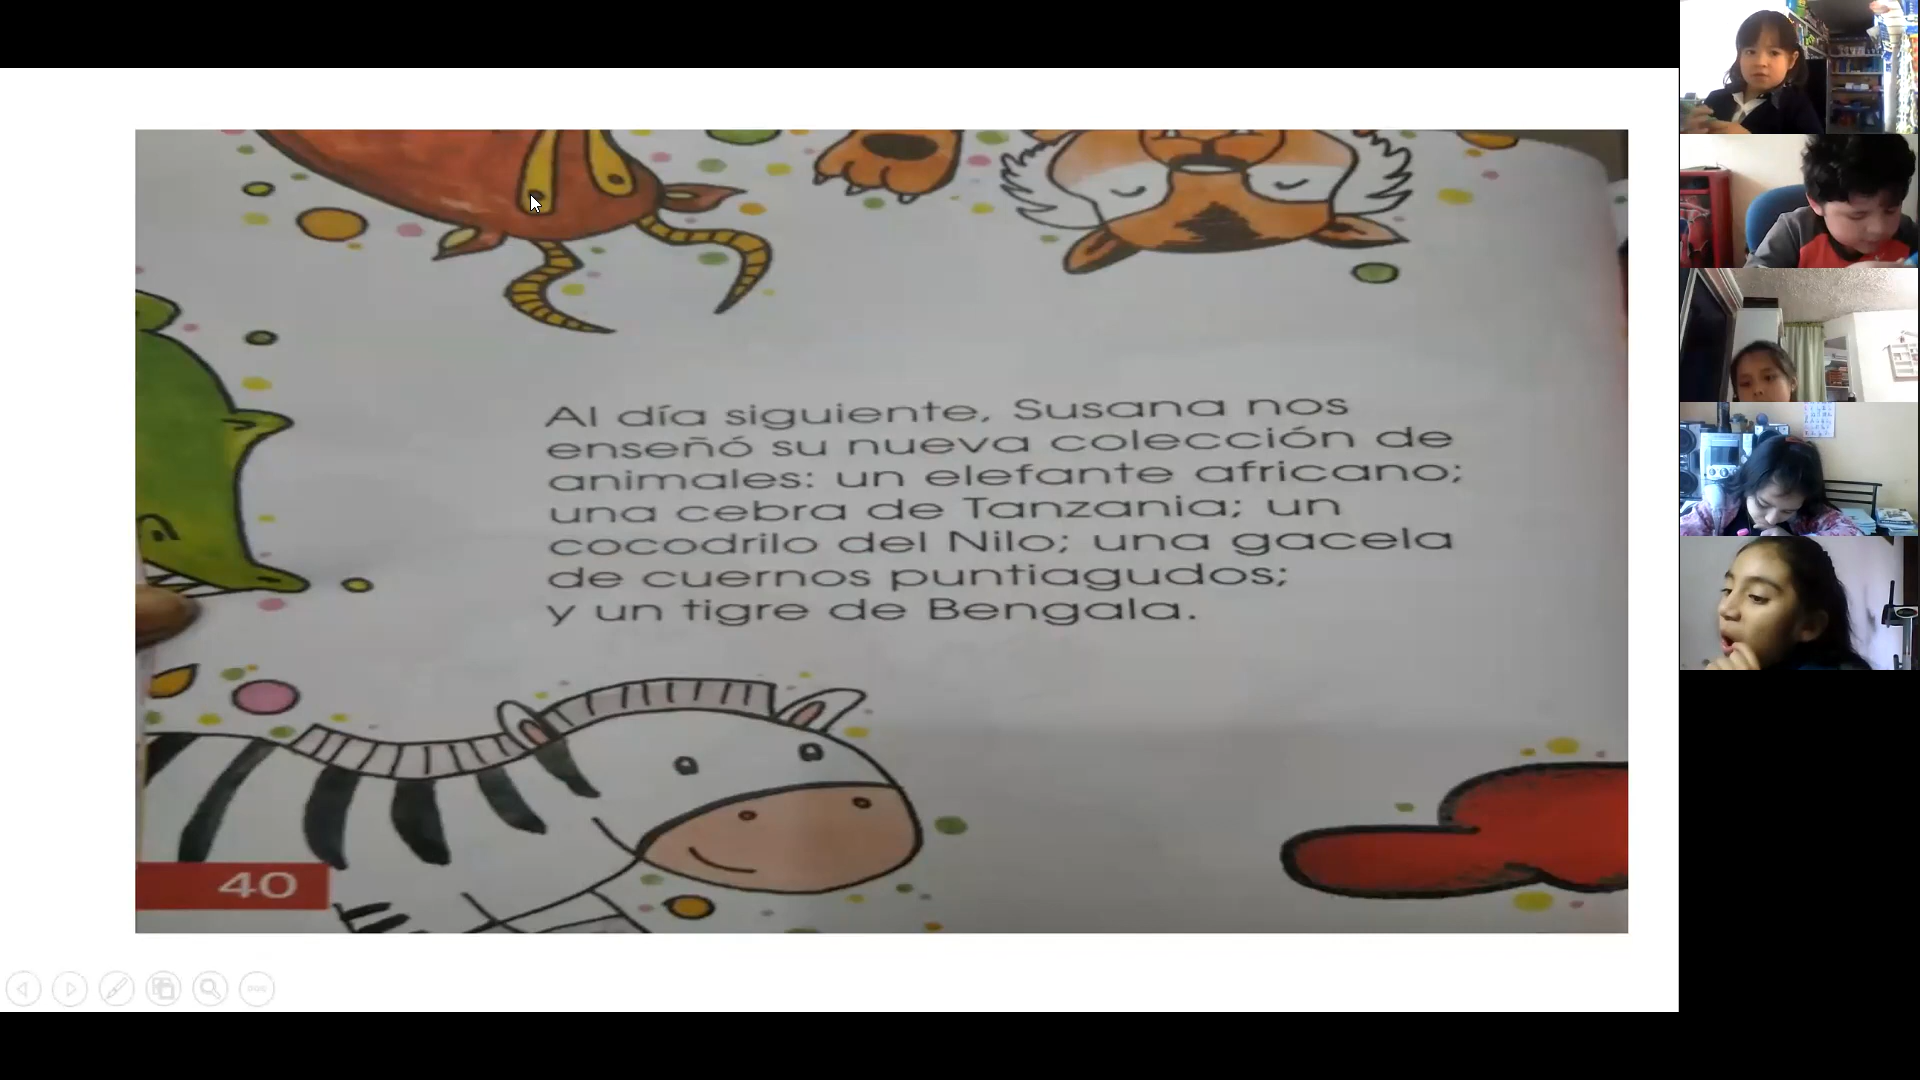 Al día siguiente, Susana nos
enseñó su nueva colección de
animales: un elefante africano;
una cebra de Tanzania; un
cocodrilo del Nilo; una gacela
de cuernos puntiagudos;
y un tigre de Bengala.
40